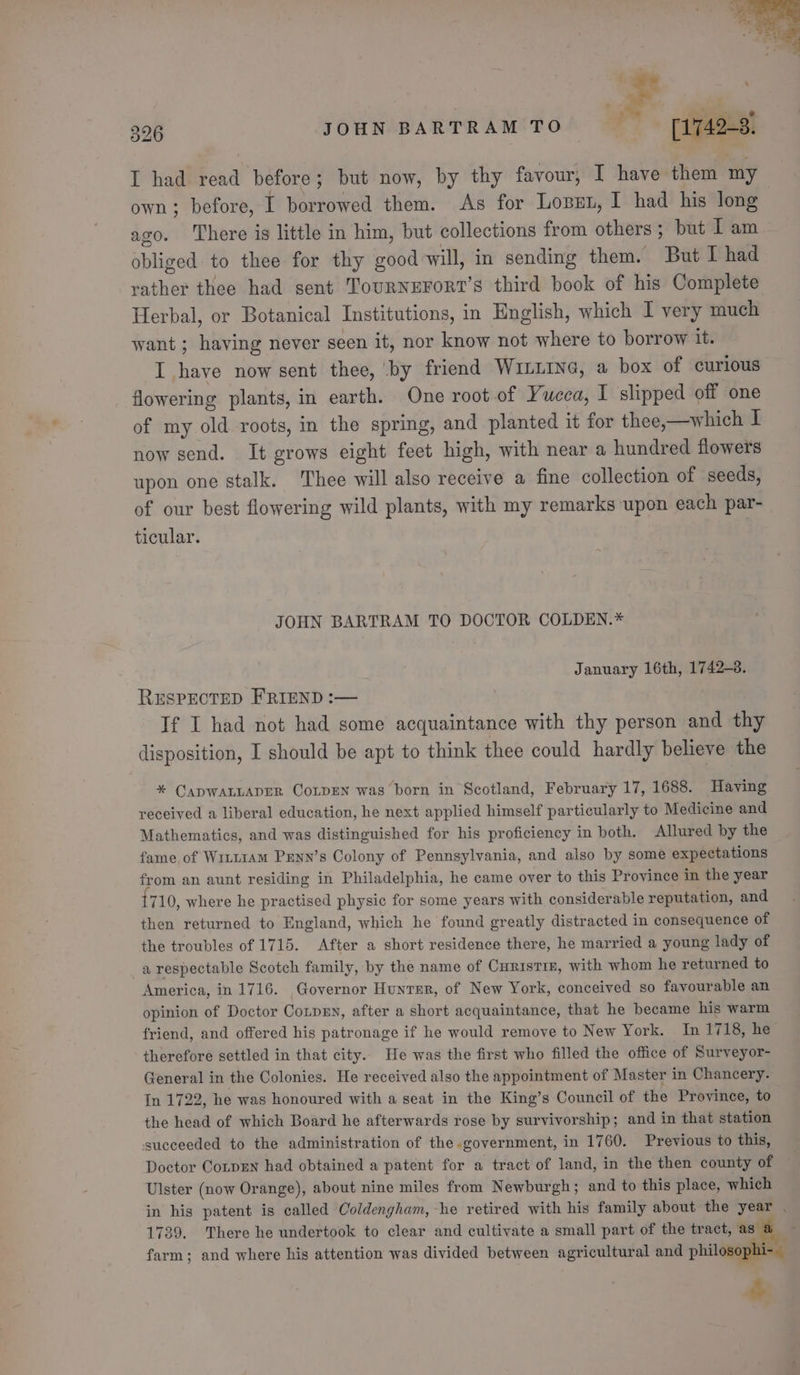 326 JOHN BARTRAM TO [1742–3.
I had read before; but now, by thy favour, I have them my
own; before, I borrowed them. As for LOBEL, I had his long
ago. There is little in him, but collections from others; but I am
obliged to thee for thy good will, in sending them. But I had
rather thee had sent TOURNEFORT'S third book of his Complete
Herbal, or Botanical Institutions, in English, which I very much
want; having never seen it, nor know not where to borrow it.
I have now sent thee, by friend WILLING, a box of curious
flowering plants, in earth. One root of Yucca, I slipped off one
of my old roots, in the spring, and planted it for thee,—which I
now send. It grows eight feet high, with near a hundred flowers
upon one stalk. Thee will also receive a fine collection of seeds,
of our best flowering wild plants, with my remarks upon each par-
ticular.
JOHN BARTRAM TO DOCTOR COLDEN.*
January 16th, 1742–3.
RESPECTED FRIEND:—
If I had not had some acquaintance with thy person and thy
disposition, I should be apt to think thee could hardly believe the
* CADWALLADER COLDEN was born in Scotland, February 17, 1688. Having
received a liberal education, he next applied himself particularly to Medicine and
Mathematics, and was distinguished for his proficiency in both. Allured by the
fame of WILLIAM PENN'S Colony of Pennsylvania, and also by some expectations
from an aunt residing in Philadelphia, he came over to this Province in the year
1710, where he practised physic for some years with considerable reputation, and
then returned to England, which he found greatly distracted in consequence of
the troubles of 1715. After a short residence there, he married a young lady of
a respectable Scotch family, by the name of CHRISTIE, with whom he returned to
America, in 1716. Governor HUNTER, of New York, conceived so favourable an
opinion of Doctor COLDEN, after a short acquaintance, that he became his warm
friend, and offered his patronage if he would remove to New York. In 1718, he
therefore settled in that city. He was the first who filled the office of Surveyor-
General in the Colonies. He received also the appointment of Master in Chancery.
In 1722, he was honoured with a seat in the King's Council of the Province, to
the head of which Board he afterwards rose by survivorship; and in that station
succeeded to the administration of the government, in 1760. Previous to this,
Doctor COLDEN had obtained a patent for a tract of land, in the then county of
Ulster (now Orange), about nine miles from Newburgh; and to this place, which
in his patent is called Coldengham, he retired with his family about the year
1739. There he undertook to clear and cultivate a small part of the tract, as a
farm; and where his attention was divided between agricultural and philosophi-